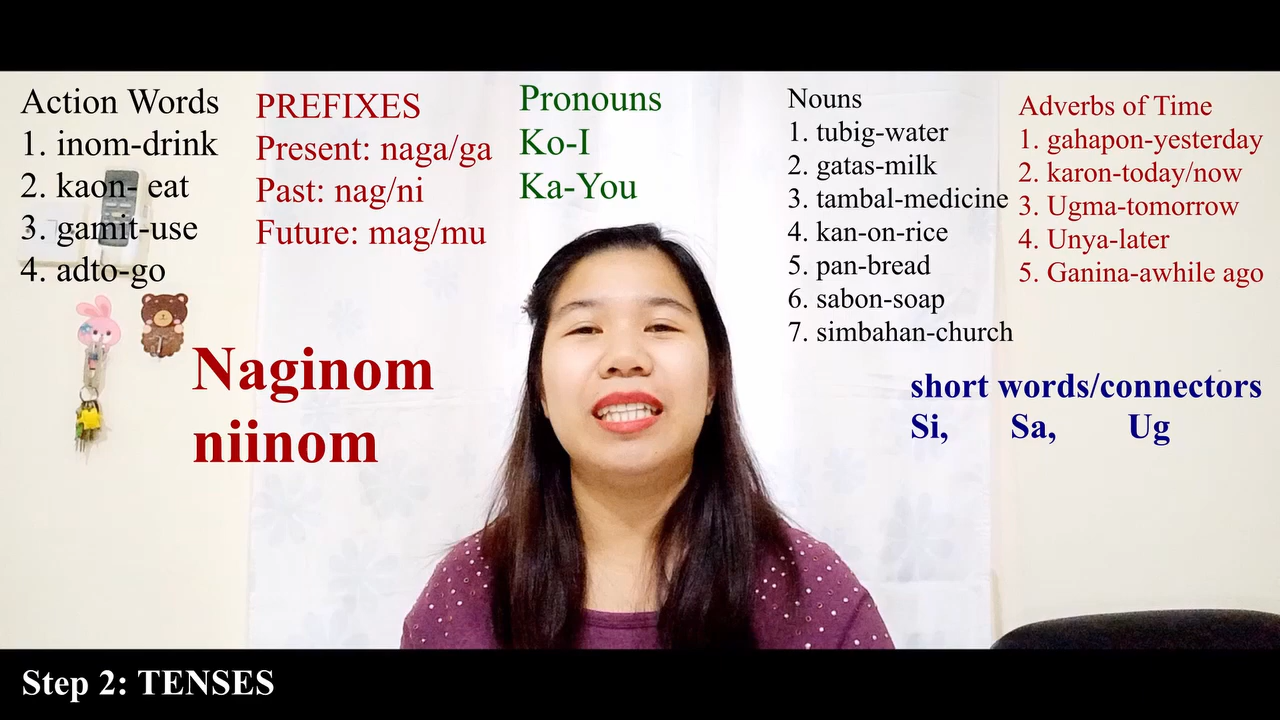 Action Words
1. inom-drink
2. kaon- eat
3. gamit-use
4. adto-go
PREFIXES
Present: naga/ga
Past: nag/ni
Future: mag/mu
Pronouns
Ko-I
Ka-You
Nouns
1. tubig-water
2. gatas-milk
3. tambal-medicine
4. kan-on-rice
5. pan-bread
6. sabon-soap
7. simbahan-church
Adverbs of Time
1. gahapon-yesterday
2. karon-today/now
3. Ugma-tomorrow
4. Unya-later
5. Ganina-awhile ago
Naginom
niinom
short words/connectors
Si, Sa, Ug
Step 2: TENSES